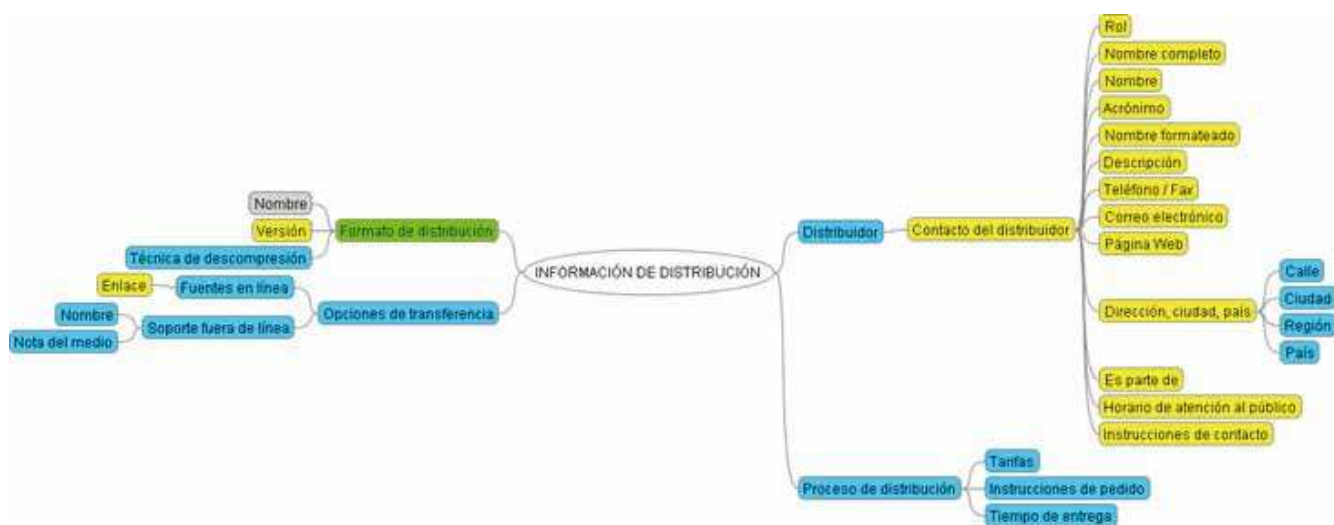 Nombre
Versión
Técnica de descompresión
Formato de distribución
Enlace
Fuentes en línea
Nombre
Nota del medio
Soporte fuera de línea
Opciones de transferencia
INFORMACIÓN DE DISTRIBUCIÓN
Distribuidor
Contacto del distribuidor
Rol
Nombre completo
Nombre
Acrónimo
Nombre formateado
Descripción
Teléfono / Fax
Correo electrónico
Página Web
Dirección, ciudad, país
Calle
Ciudad
Región
País
Es parte de
Horario de atención al público
Instrucciones de contacto
Proceso de distribución
Tarifas
Instrucciones de pedido
Tiempo de entrega